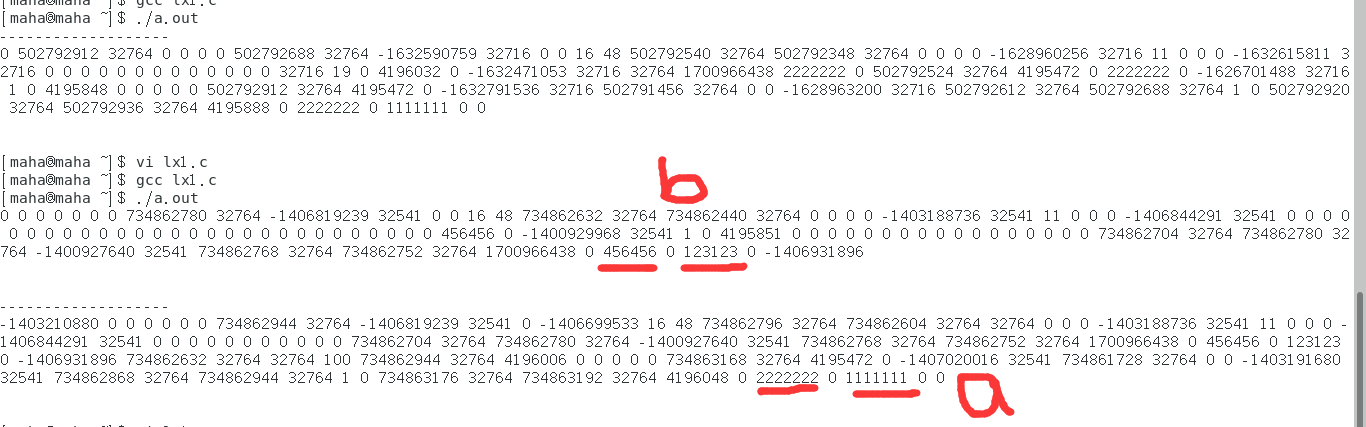 [maha@maha ~]$ gcc lx1.c
[maha@maha ~]$ ./a.out
-------------------
0 502792912 32764 0 0 0 0 502792688 32764 -1632590759 32716 0 0 16 48 502792540 32764 502792348 32764 0 0 0 0 -1628960256 32716 11 0 0 0 -1632615811 3
2716 0 0 0 0 0 0 0 0 0 0 0 0 0 32716 19 0 4196032 0 -1632471053 32716 32764 1700966438 2222222 0 502792524 32764 4195472 0 2222222 0 -1626701488 32716
1 0 4195848 0 0 0 0 0 502792912 32764 4195472 0 -1632791536 32716 502791456 32764 0 0 -1628963200 32716 502792612 32764 502792688 32764 1 0 502792920
32764 502792936 32764 4195888 0 2222222 0 1111111 0 0
[maha@maha ~]$ vi lx1.c
[maha@maha ~]$ gcc lx1.c
[maha@maha ~]$ ./a.out
b
0 0 0 0 0 0 0 734862780 32764 -1406819239 32541 0 0 16 48 734862632 32764 734862440 32764 0 0 0 0 -1403188736 32541 11 0 0 0 -1406844291 32541 0 0 0 0
0 0 0 0 0 0 0 0 0 0 0 0 0 0 0 0 0 0 0 0 0 0 0 0 456456 0 -1400929968 32541 1 0 4195851 0 0 0 0 0 0 0 0 0 0 0 0 0 0 0 0 0 734862704 32764 734862780 32
764 -1400927640 32541 734862768 32764 734862752 32764 1700966438 0 456456 0 123123 0 -1406931896
-------------------
-1403210880 0 0 0 0 0 0 734862944 32764 -1406819239 32541 0 -1406699533 16 48 734862796 32764 734862604 32764 32764 0 0 0 -1403188736 32541 11 0 0 0 -
1406844291 32541 0 0 0 0 0 0 0 0 0 0 0 734862704 32764 734862780 32764 -1400927640 32541 734862768 32764 734862752 32764 1700966438 0 456456 0 123123
0 -1406931896 734862632 32764 32764 100 734862944 32764 4196006 0 0 0 0 0 734863168 32764 4195472 0 -1407020016 32541 734861728 32764 0 0 -1403191680
32541 734862868 32764 734862944 32764 1 0 734863176 32764 734863192 32764 4196048 0 2222222 0 1111111 0 0
a